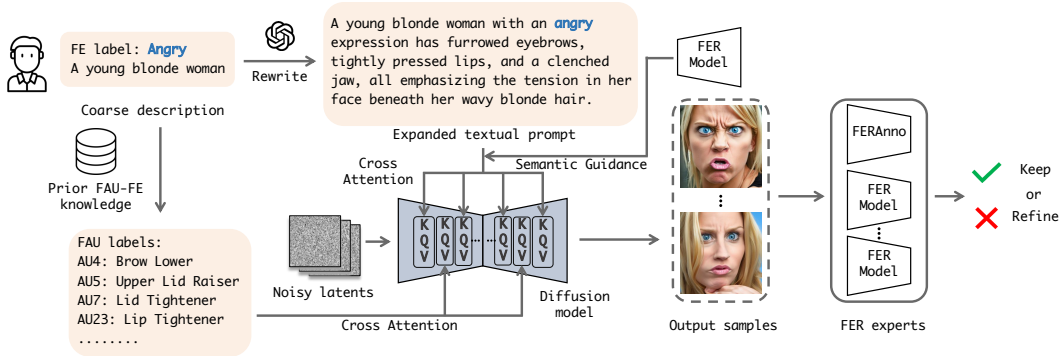 FE label: Angry
A young blonde woman
Rewrite
A young blonde woman with an angry
expression has furrowed eyebrows,
tightly pressed lips, and a clenched
jaw, all emphasizing the tension in her
face beneath her wavy blonde hair.
FER
Model
Coarse description
Expanded textual prompt
Semantic Guidance
Cross
Attention
Prior FAU-FE
knowledge
FAU labels:
AU4: Brow Lower
AU5: Upper Lid Raiser
AU7: Lid Tightener
AU23: Lip Tightener
........
Noisy latents
K
Q
V
K
Q
V
K
Q
V
......
K
Q
V
K
Q
V
K
Q
V
Cross Attention
Diffusion
model
...
Output samples
FERAnno
FER
Model
...
FER
Model
FER experts
Keep
or
Refine